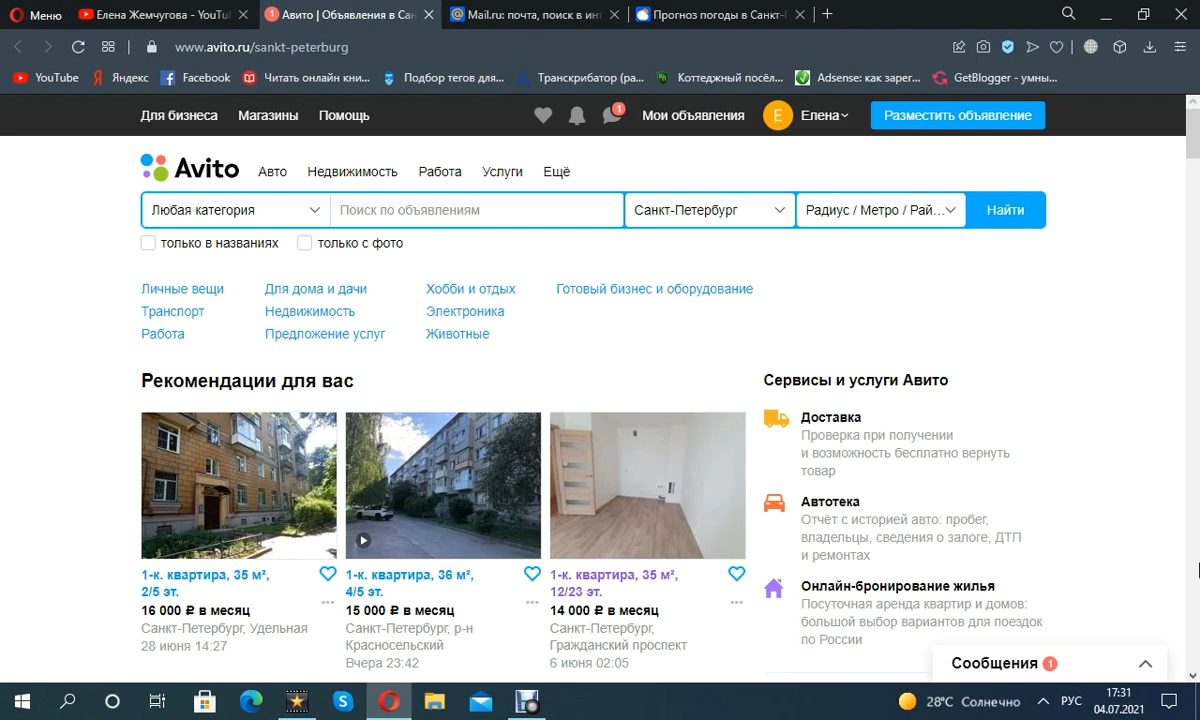 Меню
Елена Жемчугова - YouTu
Авито | Объявления в Сан
Mail.ru: почта, поиск в инт
Прогноз погоды в Санкт-
www.avito.ru/sankt-peterburg
YouTube
Яндекс
Facebook
Читать онлайн кни...
Подбор тегов для...
Транскрибатор (ра...
Коттеджный посёл...
Adsense: как зарег...
GetBlogger - умны...
Для бизнеса
Магазины
Помощь
1
Мои объявления
Е
Елена
Разместить объявление
Avito
Авто
Недвижимость
Работа
Услуги
Ещё
Любая категория
Поиск по объявлениям
Санкт-Петербург
Радиус / Метро / Рай...
Найти
только в названиях
только с фото
Личные вещи
Для дома и дачи
Хобби и отдых
Готовый бизнес и оборудование
Транспорт
Недвижимость
Электроника
Работа
Предложение услуг
Животные
Рекомендации для вас
1-к. квартира, 35 м²,
2/5 эт.
16 000 ₽ в месяц
Санкт-Петербург, Удельная
28 июня 14:27
1-к. квартира, 36 м²,
4/5 эт.
15 000 ₽ в месяц
Санкт-Петербург, р-н
Красносельский
Вчера 23:42
1-к. квартира, 35 м²,
12/23 эт.
14 000 ₽ в месяц
Санкт-Петербург,
Гражданский проспект
6 июня 02:05
Сервисы и услуги Авито
Доставка
Проверка при получении
и возможность бесплатно вернуть
товар
Автотека
Отчёт с историей авто: пробег,
владельцы, сведения о залоге, ДТП
и ремонтах
Онлайн-бронирование жилья
Посуточная аренда квартир и домов:
большой выбор вариантов для поездок
по России
Сообщения 1
28°C Солнечно
РУС
17:31
04.07.2021